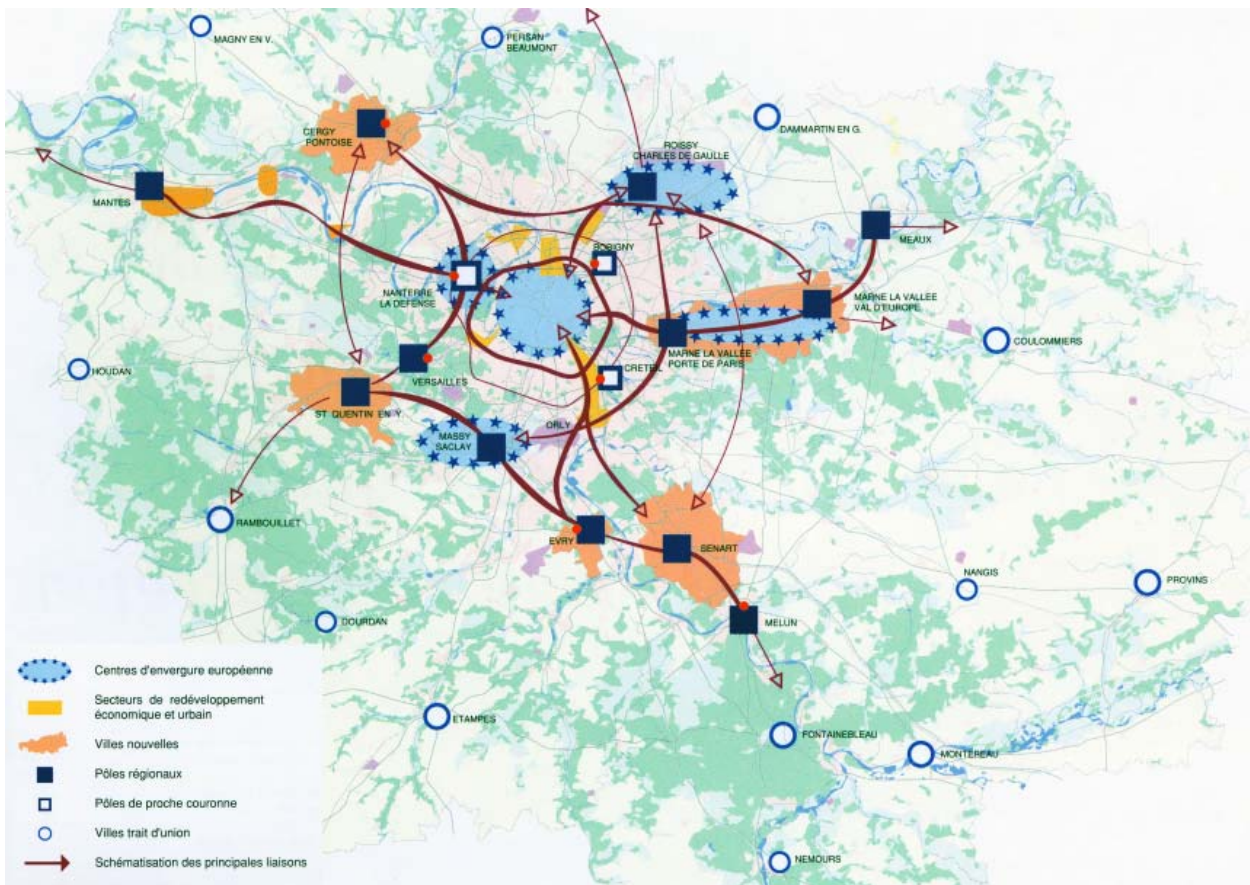 MAGNY EN V.
PERSAN
BEAUMONT
CERGY
PONTOISE
DAMMARTIN EN G.
ROISSY
CHARLES DE GAULLE
MANTES
MEAUX
BOBIGNY
NANTERRE
LA DEFENSE
MARNE LA VALLEE
VAL D'EUROPE
COULOMMIERS
MARNE LA VALLEE
PORTE DE PARIS
HOUDAN
VERSAILLES
CRETEIL
ST QUENTIN EN Y.
ORLY
MASSY
SACLAY
RAMBOUILLET
EVRY
SENART
NANGIS
PROVINS
DOURDAN
MELUN
ETAMPES
FONTAINEBLEAU
MONTEREAU
NEMOURS
Centres d'envergure européenne
Secteurs de redéveloppement
économique et urbain
Villes nouvelles
Pôles régionaux
Pôles de proche couronne
Villes trait d'union
Schématisation des principales liaisons